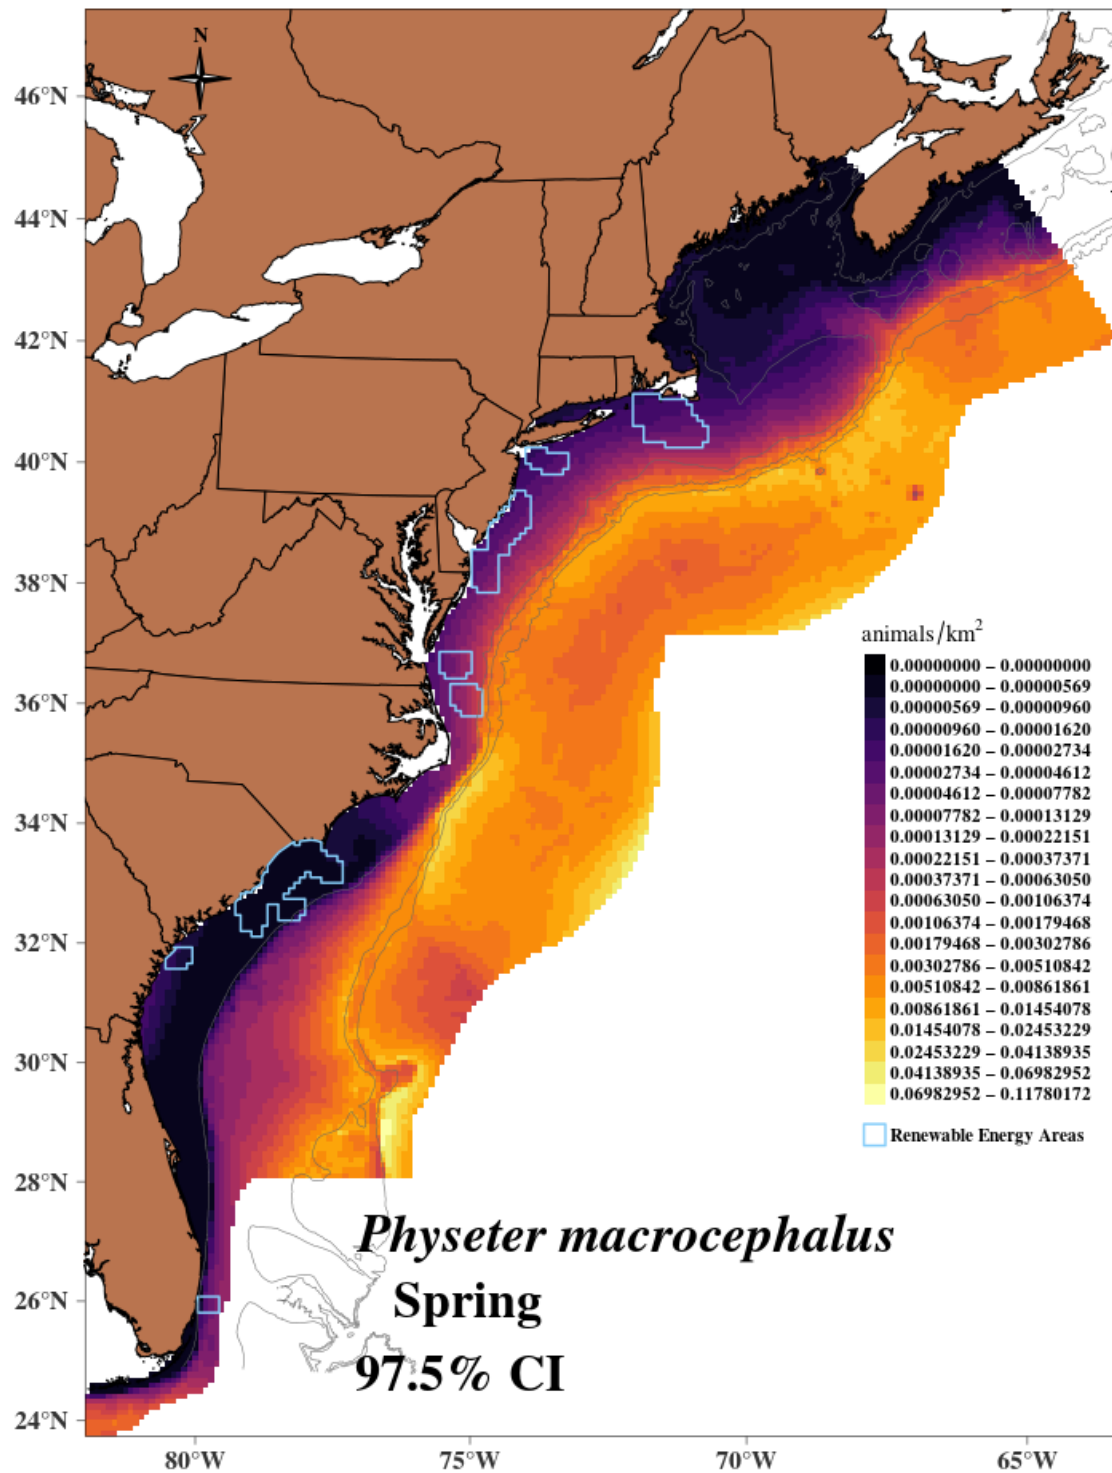 N
46°N
44°N
42°N
40°N
38°N
36°N
34°N
32°N
30°N
28°N
26°N
24°N
80°W
75°W
70°W
65°W
animals/km²
0.00000000 – 0.00000000
0.00000000 – 0.00000569
0.00000569 – 0.00000960
0.00000960 – 0.00001620
0.00001620 – 0.00002734
0.00002734 – 0.00004612
0.00004612 – 0.00007782
0.00007782 – 0.00013129
0.00013129 – 0.00022151
0.00022151 – 0.00037371
0.00037371 – 0.00063050
0.00063050 – 0.00106374
0.00106374 – 0.00179468
0.00179468 – 0.00302786
0.00302786 – 0.00510842
0.00510842 – 0.00861861
0.00861861 – 0.01454078
0.01454078 – 0.02453229
0.02453229 – 0.04138935
0.04138935 – 0.06982952
0.06982952 – 0.11780172
Renewable Energy Areas
Physeter macrocephalus
Spring
97.5% CI